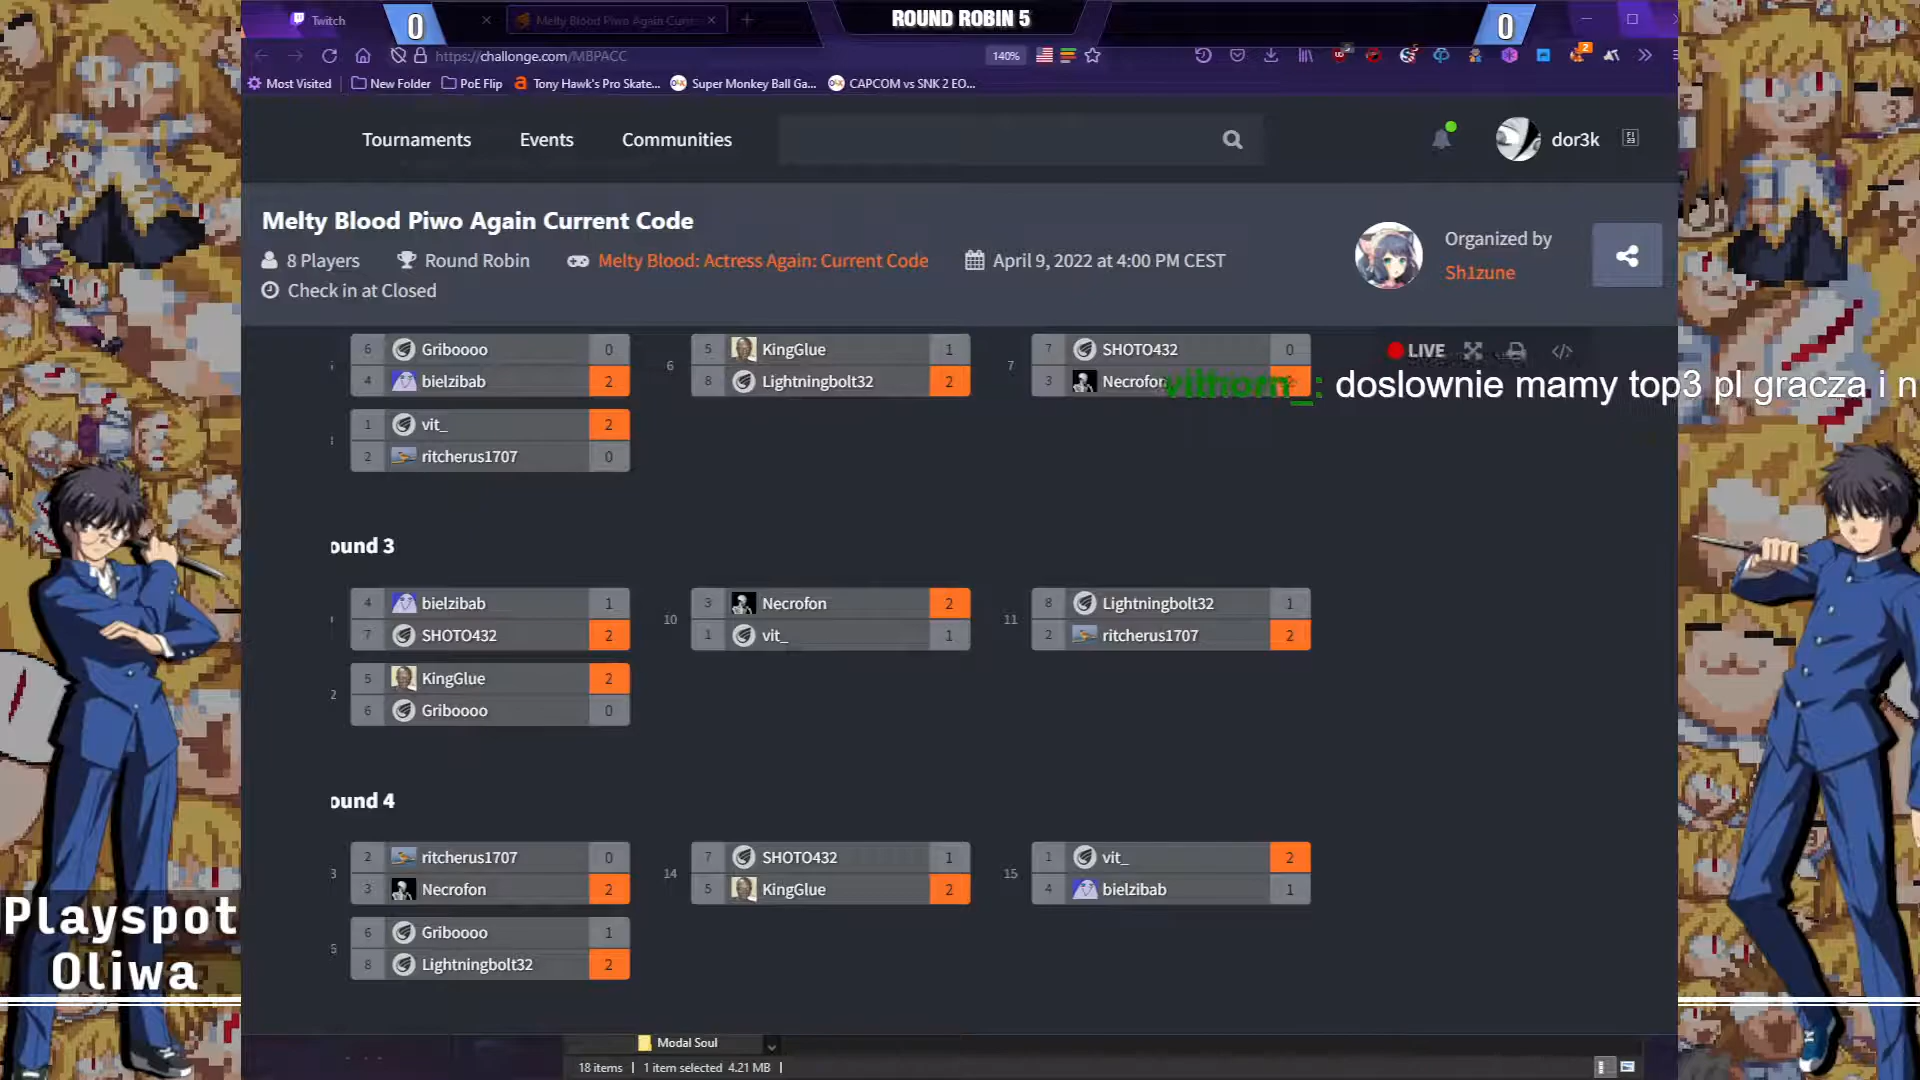 Twitch
0
Melty Blood Piwo Again Curre
ROUND ROBIN 5
0
https://challonge.com/MBPACC
140%
2
Most Visited
New Folder
PoE Flip
Tony Hawk's Pro Skate...
Super Monkey Ball Ga...
CAPCOM vs SNK 2 EO...
Tournaments
Events
Communities
dor3k
Melty Blood Piwo Again Current Code
8 Players
Round Robin
Melty Blood: Actress Again: Current Code
April 9, 2022 at 4:00 PM CEST
Check in at Closed
Organized by
Sh1zune
6 Griboooo 0
4 bielzibab 2
6
5 KingGlue 1
8 Lightningbolt32 2
7
7 SHOTO432 0
3 Necrofon
LIVE
vilhorn_: doslownie mamy top3 pl gracza i n
1 vit_ 2
2 ritcherus1707 0
ound 3
4 bielzibab 1
7 SHOTO432 2
10
3 Necrofon 2
1 vit_ 1
11
8 Lightningbolt32 1
2 ritcherus1707 2
2
5 KingGlue 2
6 Griboooo 0
ound 4
3
2 ritcherus1707 0
3 Necrofon 2
14
7 SHOTO432 1
5 KingGlue 2
15
1 vit_ 2
4 bielzibab 1
6
6 Griboooo 1
8 Lightningbolt32 2
Playspot
Oliwa
Modal Soul
18 items
1 item selected 4.21 MB